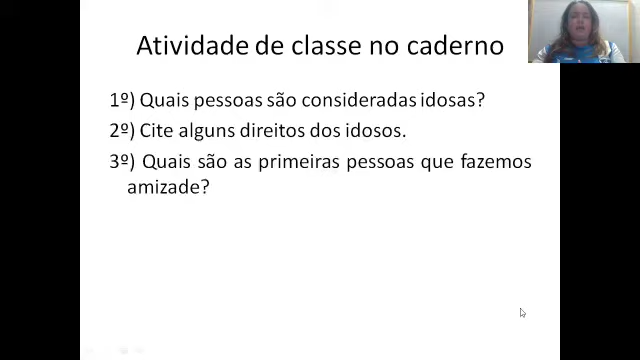 Atividade de classe no caderno
1º) Quais pessoas são consideradas idosas?
2º) Cite alguns direitos dos idosos.
3º) Quais são as primeiras pessoas que fazemos
amizade?